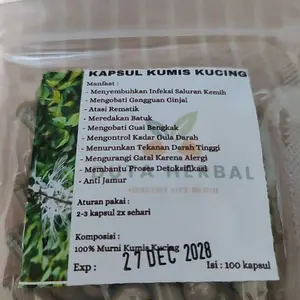 KAPSUL KUMIS KUCING
Manfaat :
- Menyembuhkan Infeksi Saluran Kemih
- Mengobati Gangguan Ginjal
- Atasi Rematik
- Meredakan Batuk
- Mengobati Gusi Bengkak
- Mengontrol Kadar Gula Darah
- Menurunkan Tekanan Darah Tinggi
- Mengurangi Gatal Karena Alergi
- Membantu Proses Detoksifikasi
- Anti Jamur
HERBAL
Aturan pakai :
2-3 kapsul 2x sehari
Komposisi :
100% Murni Kumis Kucing
Exp : 27 DEC 2028
Isi : 100 kapsul